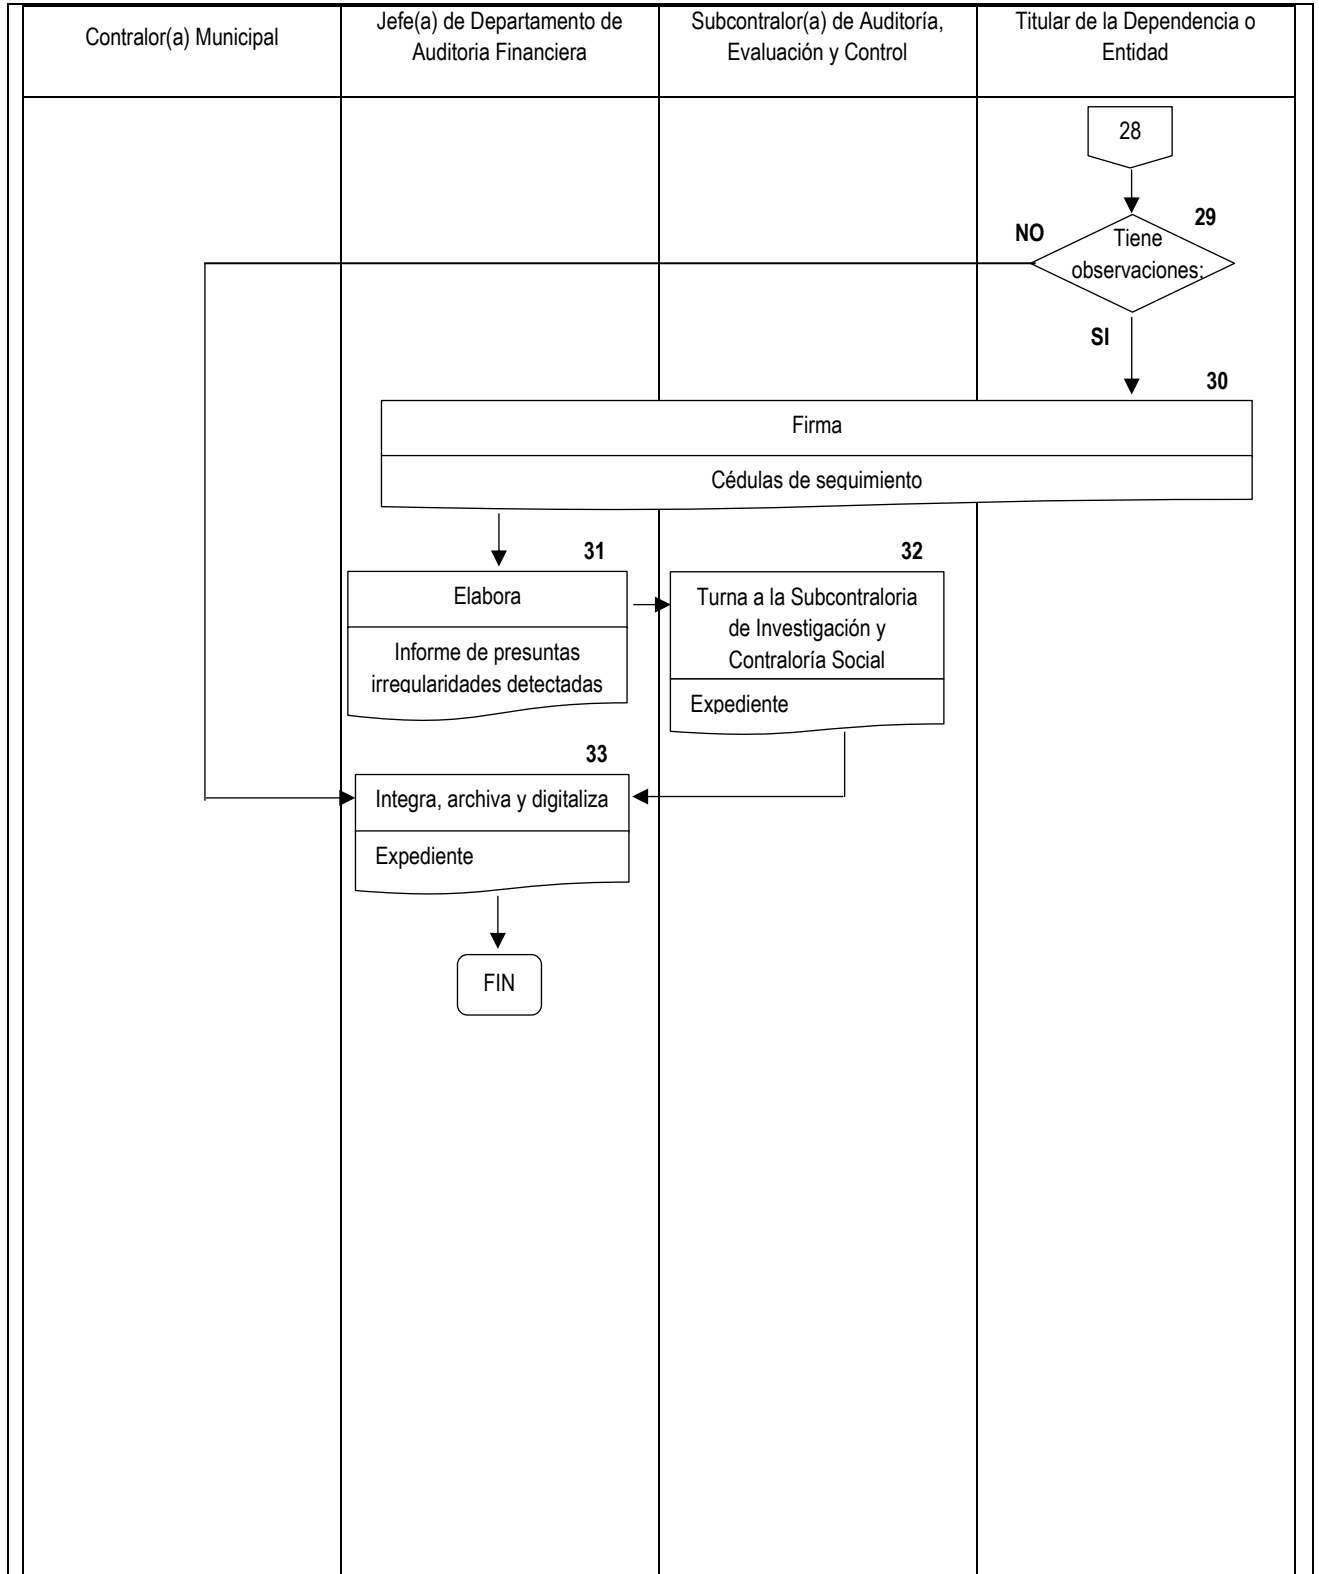 Contralor(a) Municipal
Jefe(a) de Departamento de
Auditoria Financiera
Subcontralor(a) de Auditoría,
Evaluación y Control
Titular de la Dependencia o
Entidad
28
29
NO
Tiene
observaciones:
SI
30
Firma
Cédulas de seguimiento
31
32
Elabora
Informe de presuntas
irregularidades detectadas
Turna a la Subcontraloria
de Investigación y
Contraloría Social
Expediente
33
Integra, archiva y digitaliza
Expediente
FIN